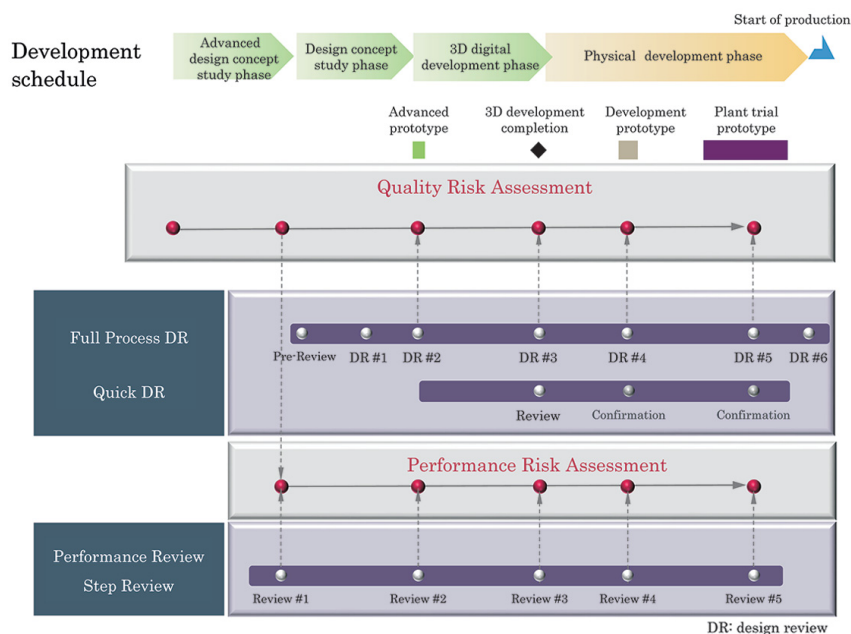 Start of production
Development
schedule
Advanced
design concept
study phase
Design concept
study phase
3D digital
development phase
Physical development phase
Advanced
prototype
3D development
completion
Development
prototype
Plant trial
prototype
Quality Risk Assessment
Full Process DR
Pre-Review
DR #1
DR #2
DR #3
DR #4
DR #5
DR #6
Quick DR
Review
Confirmation
Confirmation
Performance Risk Assessment
Performance Review
Step Review
Review #1
Review #2
Review #3
Review #4
Review #5
DR: design review